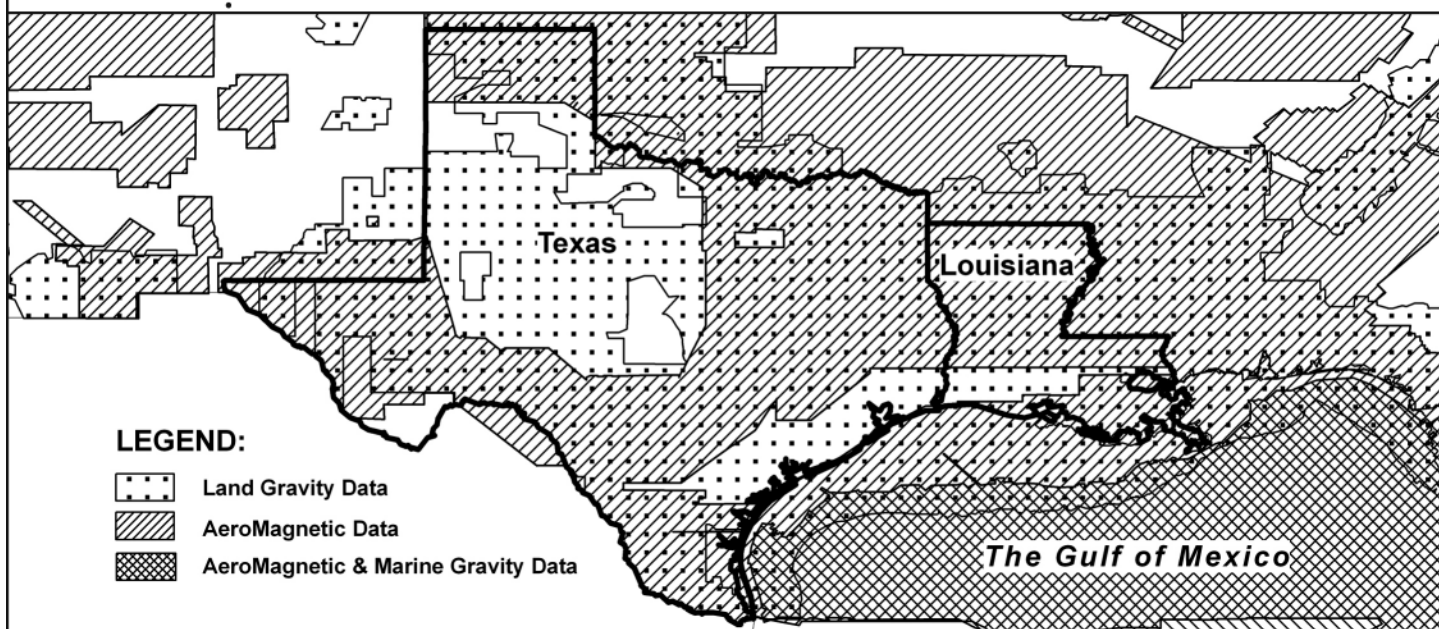 Texas
Louisiana
LEGEND:
Land Gravity Data
AeroMagnetic Data
AeroMagnetic & Marine Gravity Data
The Gulf of Mexico